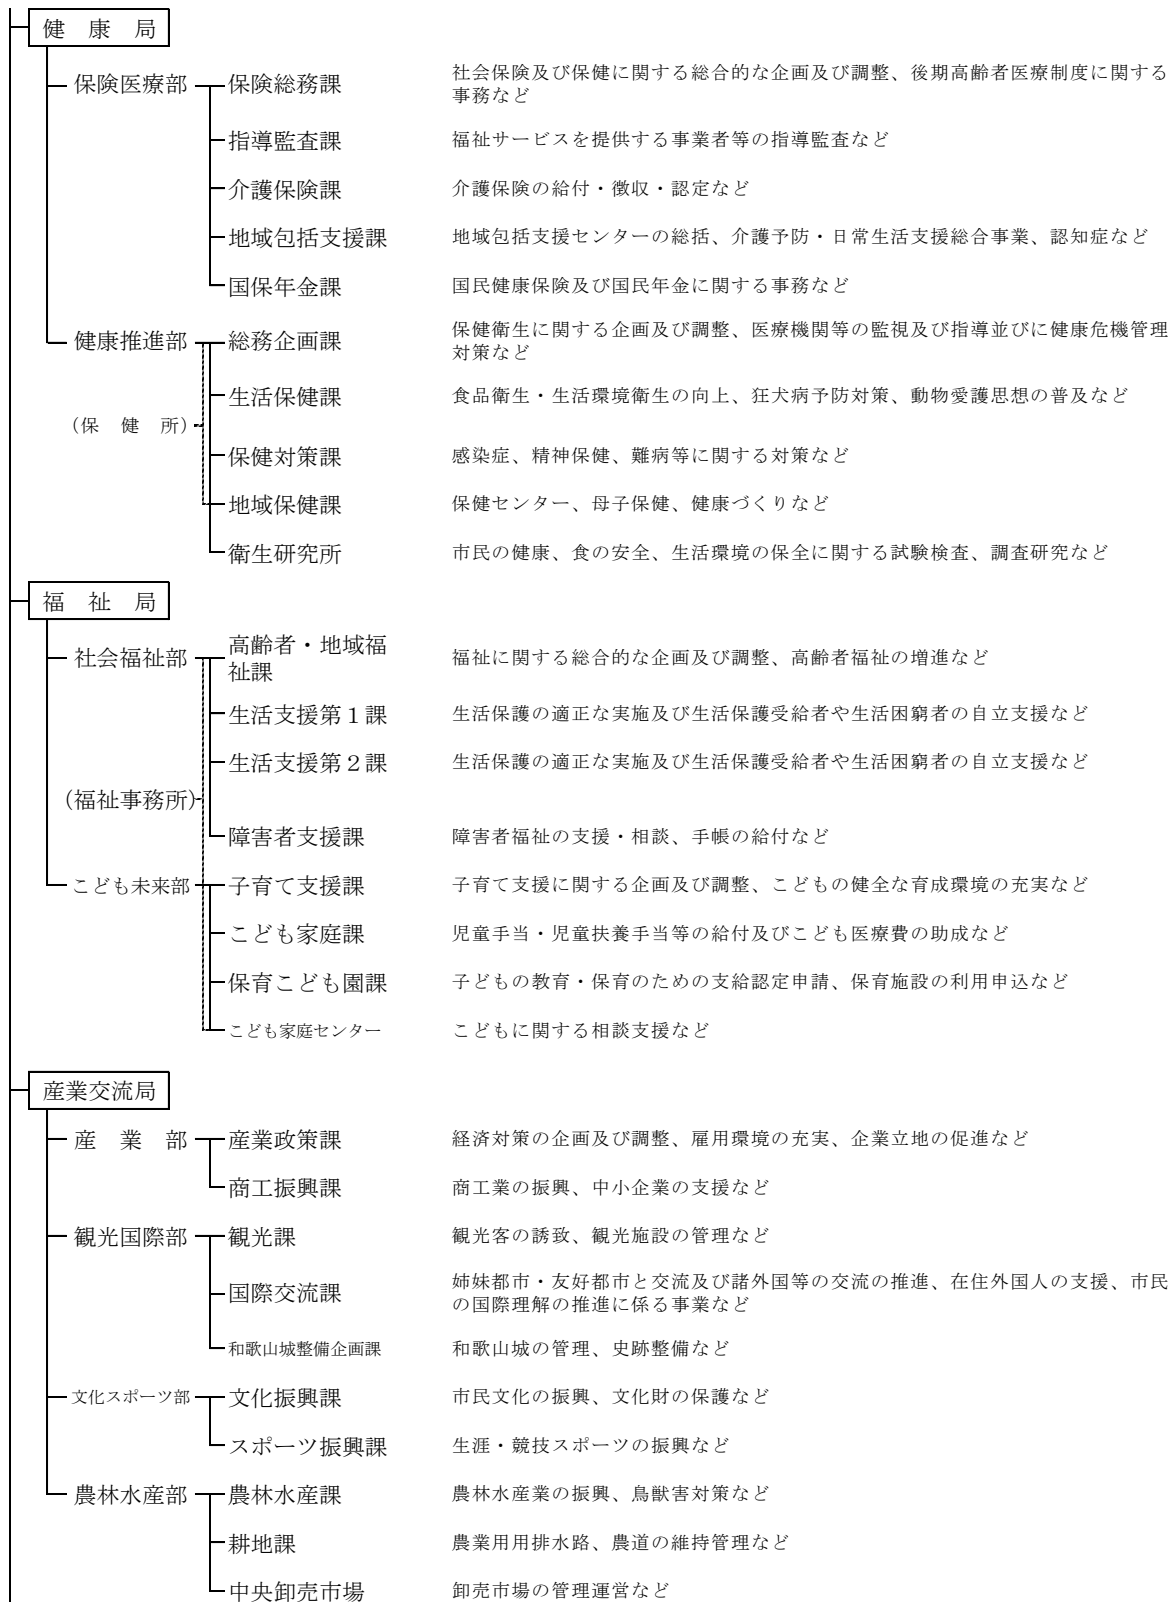 健　康　局
保険医療部　保険総務課　社会保険及び保健に関する総合的な企画及び調整、後期高齢者医療制度に関する
事務など
指導監査課　福祉サービスを提供する事業者等の指導監査など
介護保険課　介護保険の給付・徴収・認定など
地域包括支援課　地域包括支援センターの総括、介護予防・日常生活支援総合事業、認知症など
国保年金課　国民健康保険及び国民年金に関する事務など
健康推進部　総務企画課　保健衛生に関する企画及び調整、医療機関等の監視及び指導並びに健康危機管理
対策など
生活保健課　食品衛生・生活環境衛生の向上、狂犬病予防対策、動物愛護思想の普及など
（保　健　所）
保健対策課　感染症、精神保健、難病等に関する対策など
地域保健課　保健センター、母子保健、健康づくりなど
衛生研究所　市民の健康、食の安全、生活環境の保全に関する試験検査、調査研究など
福　祉　局
社会福祉部　高齢者・地域福
祉課　福祉に関する総合的な企画及び調整、高齢者福祉の増進など
生活支援第１課　生活保護の適正な実施及び生活保護受給者や生活困窮者の自立支援など
生活支援第２課　生活保護の適正な実施及び生活保護受給者や生活困窮者の自立支援など
（福祉事務所）
障害者支援課　障害者福祉の支援・相談、手帳の給付など
こども未来部　子育て支援課　子育て支援に関する企画及び調整、こどもの健全な育成環境の充実など
こども家庭課　児童手当・児童扶養手当等の給付及びこども医療費の助成など
保育こども園課　子どもの教育・保育のための支給認定申請、保育施設の利用申込など
こども家庭センター　こどもに関する相談支援など
産業交流局
産　業　部　産業政策課　経済対策の企画及び調整、雇用環境の充実、企業立地の促進など
商工振興課　商工業の振興、中小企業の支援など
観光国際部　観光課　観光客の誘致、観光施設の管理など
国際交流課　姉妹都市・友好都市と交流及び諸外国等の交流の推進、在住外国人の支援、市民
の国際理解の推進に係る事業など
和歌山城整備企画課　和歌山城の管理、史跡整備など
文化スポーツ部　文化振興課　市民文化の振興、文化財の保護など
スポーツ振興課　生涯・競技スポーツの振興など
農林水産部　農林水産課　農林水産業の振興、鳥獣害対策など
耕地課　農業用用排水路、農道の維持管理など
中央卸売市場　卸売市場の管理運営など